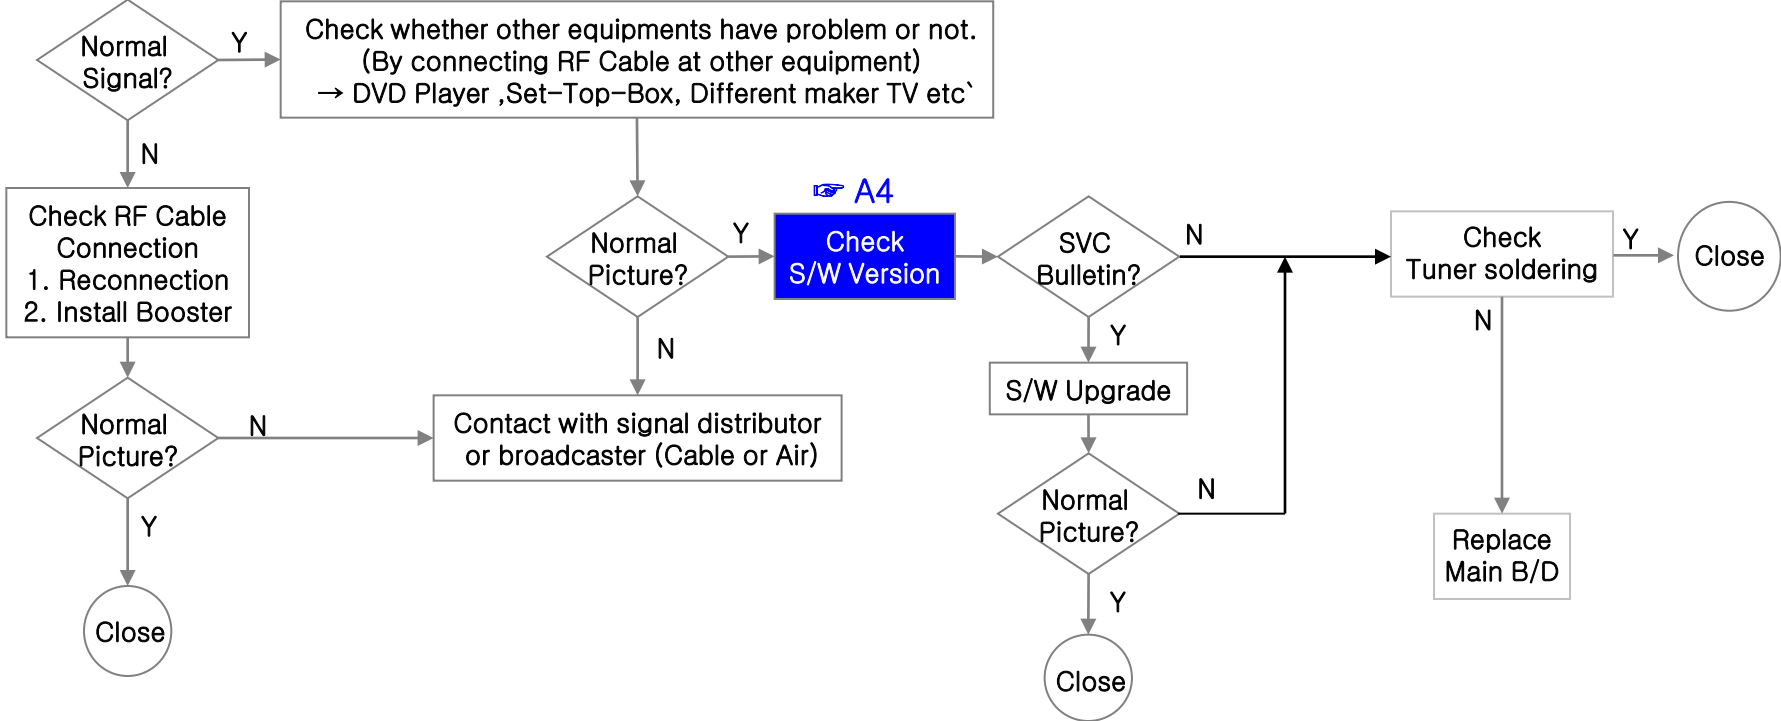 Normal
Signal?
Y
Check whether other equipments have problem or not.
(By connecting RF Cable at other equipment)
→ DVD Player ,Set-Top-Box, Different maker TV etc`
N
Check RF Cable
Connection
1. Reconnection
2. Install Booster
Normal
Picture?
N
Y
Close
Normal
Picture?
Y
N
Contact with signal distributor
or broadcaster (Cable or Air)
☞ A4
Check
S/W Version
SVC
Bulletin?
N
Y
S/W Upgrade
Normal
Picture?
N
Y
Close
Check
Tuner soldering
Y
Close
N
Replace
Main B/D